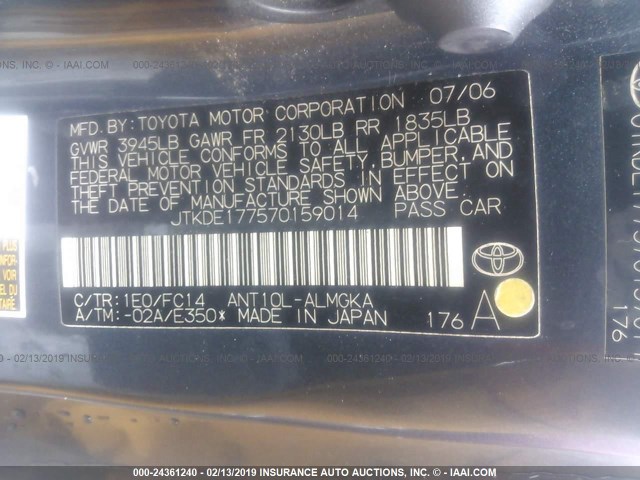 MFD. BY: TOYOTA MOTOR CORPORATION 07/06
GVWR 3945LB GAWR FR 2130LB RR 1835LB
THIS VEHICLE CONFORMS TO ALL APPLICABLE
FEDERAL MOTOR VEHICLE SAFETY, BUMPER, AND
THEFT PREVENTION STANDARDS IN EFFECT ON
THE DATE OF MANUFACTURE SHOWN ABOVE.
JTKDE177570159014 PASS CAR
C/TR: 1E0/FC14 ANT10L-ALMGKA
A/TM: -02A/E350* MADE IN JAPAN 176 A
PLUS
VOIR
176
000-24361240 - 02/13/2019 INSURANCE AUTO AUCTIONS, INC. - © - IAAI.COM